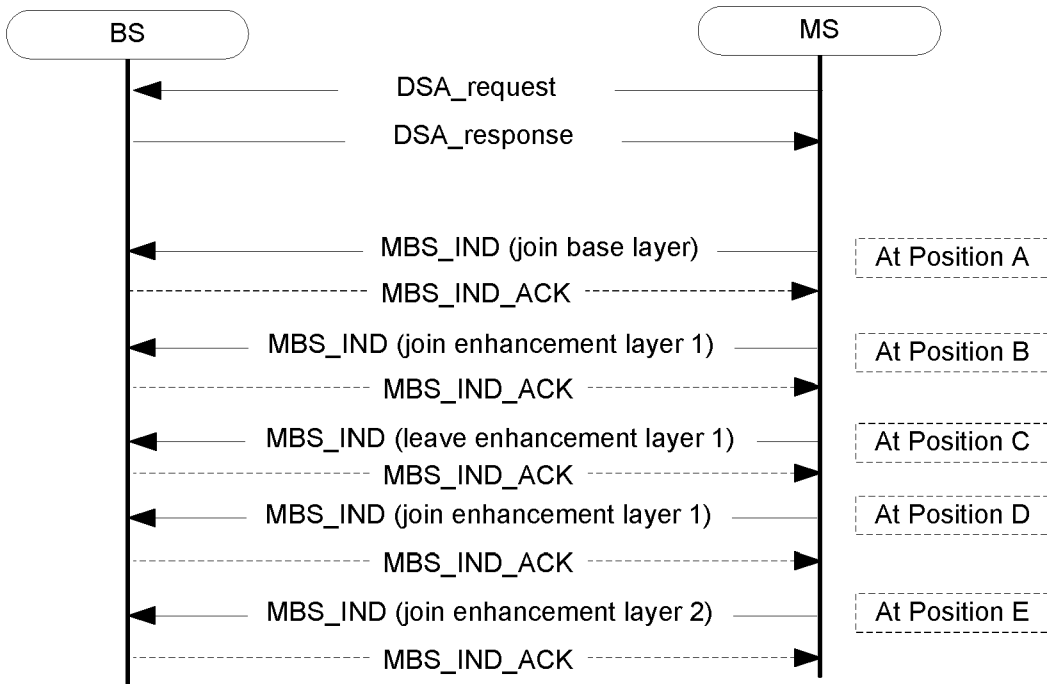 BS
MS
DSA_request
DSA_response
MBS_IND (join base layer)
At Position A
MBS_IND_ACK
MBS_IND (join enhancement layer 1)
At Position B
MBS_IND_ACK
MBS_IND (leave enhancement layer 1)
At Position C
MBS_IND_ACK
MBS_IND (join enhancement layer 1)
At Position D
MBS_IND_ACK
MBS_IND (join enhancement layer 2)
At Position E
MBS_IND_ACK